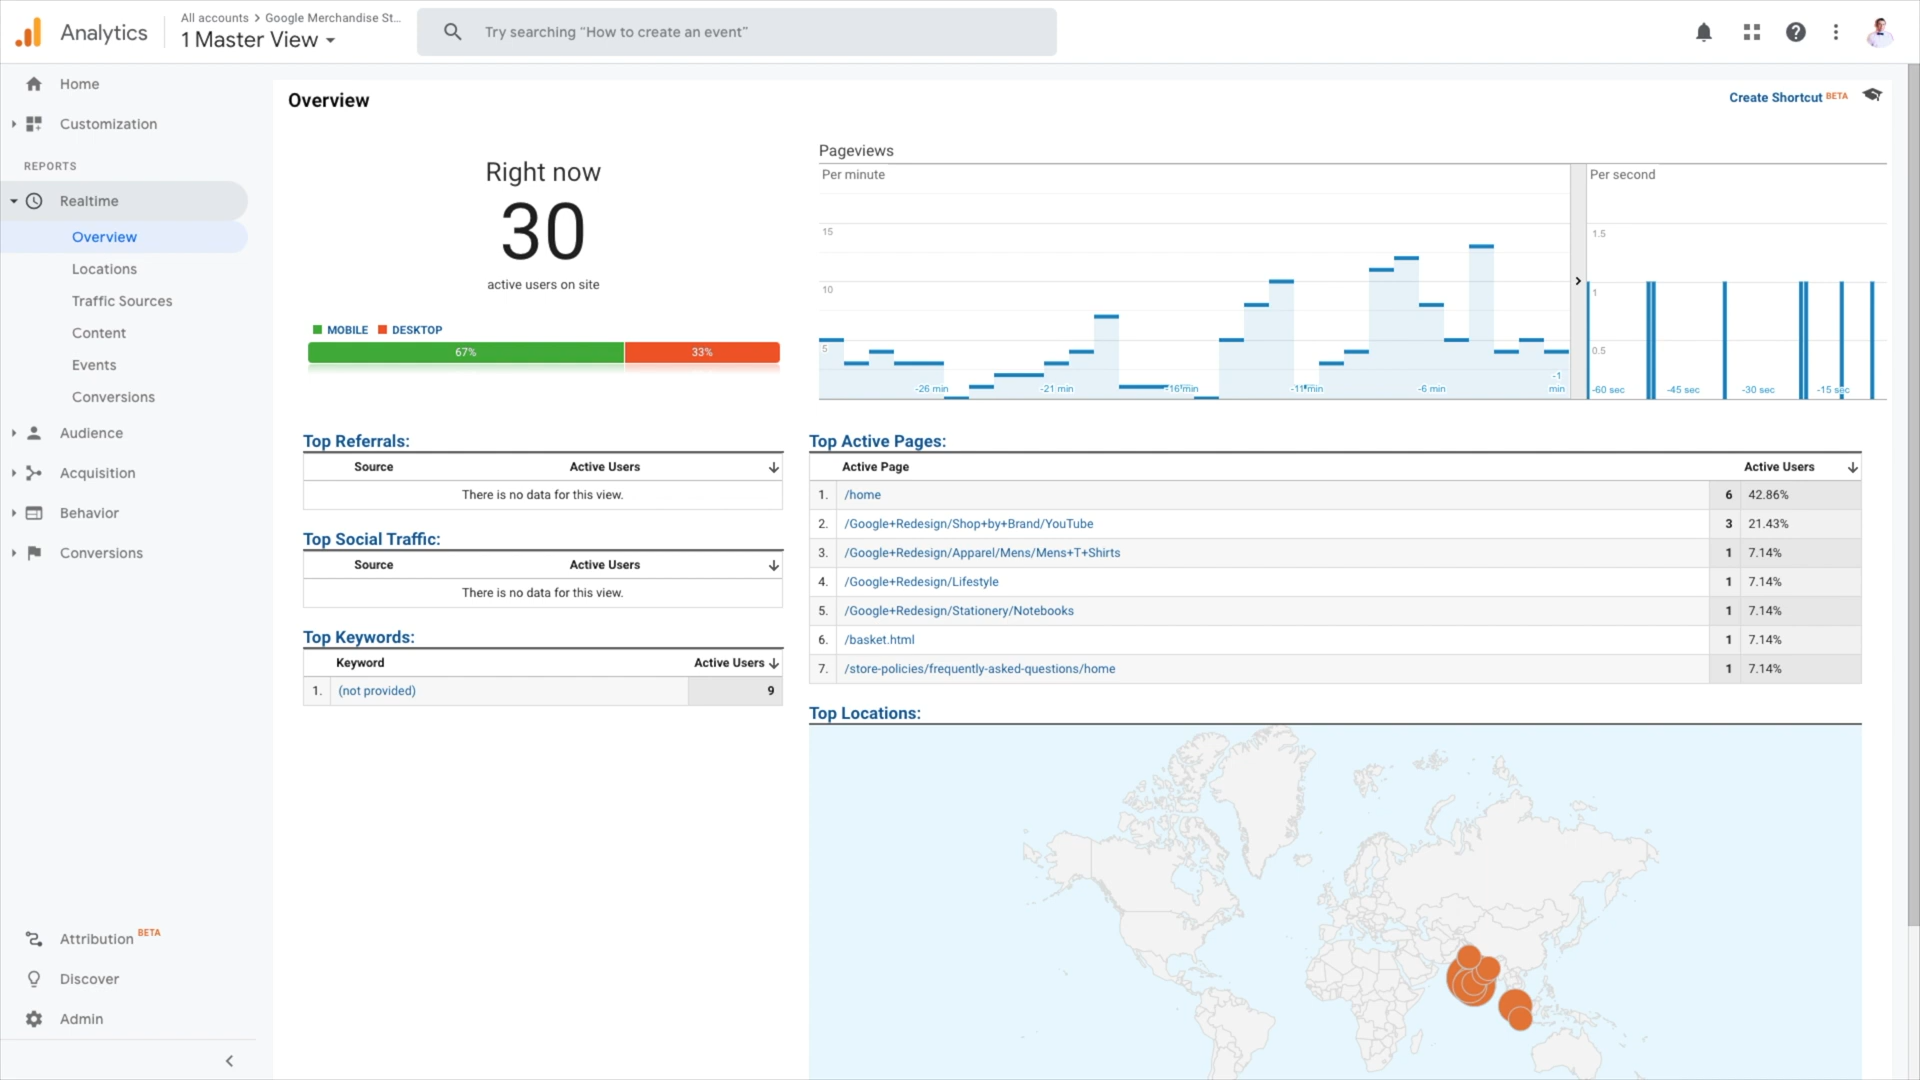 Analytics
All accounts > Google Merchandise St...
1 Master View
Try searching “How to create an event”
Home
Customization
REPORTS
Realtime
Overview
Locations
Traffic Sources
Content
Events
Conversions
Audience
Acquisition
Behavior
Conversions
Attribution BETA
Discover
Admin
Overview
Create Shortcut BETA
Right now
30
active users on site
MOBILE DESKTOP
67% 33%
Pageviews
Per minute
15
10
5
-26 min -21 min -16 min -11 min -6 min -1 min
Per second
1.5
1
0.5
-60 sec -45 sec -30 sec -15 sec
Top Referrals:
Source Active Users
There is no data for this view.
Top Social Traffic:
Source Active Users
There is no data for this view.
Top Keywords:
Keyword Active Users
1. (not provided) 9
Top Active Pages:
Active Page Active Users
1. /home 6 42.86%
2. /Google+Redesign/Shop+by+Brand/YouTube 3 21.43%
3. /Google+Redesign/Apparel/Mens/Mens+T+Shirts 1 7.14%
4. /Google+Redesign/Lifestyle 1 7.14%
5. /Google+Redesign/Stationery/Notebooks 1 7.14%
6. /basket.html 1 7.14%
7. /store-policies/frequently-asked-questions/home 1 7.14%
Top Locations: